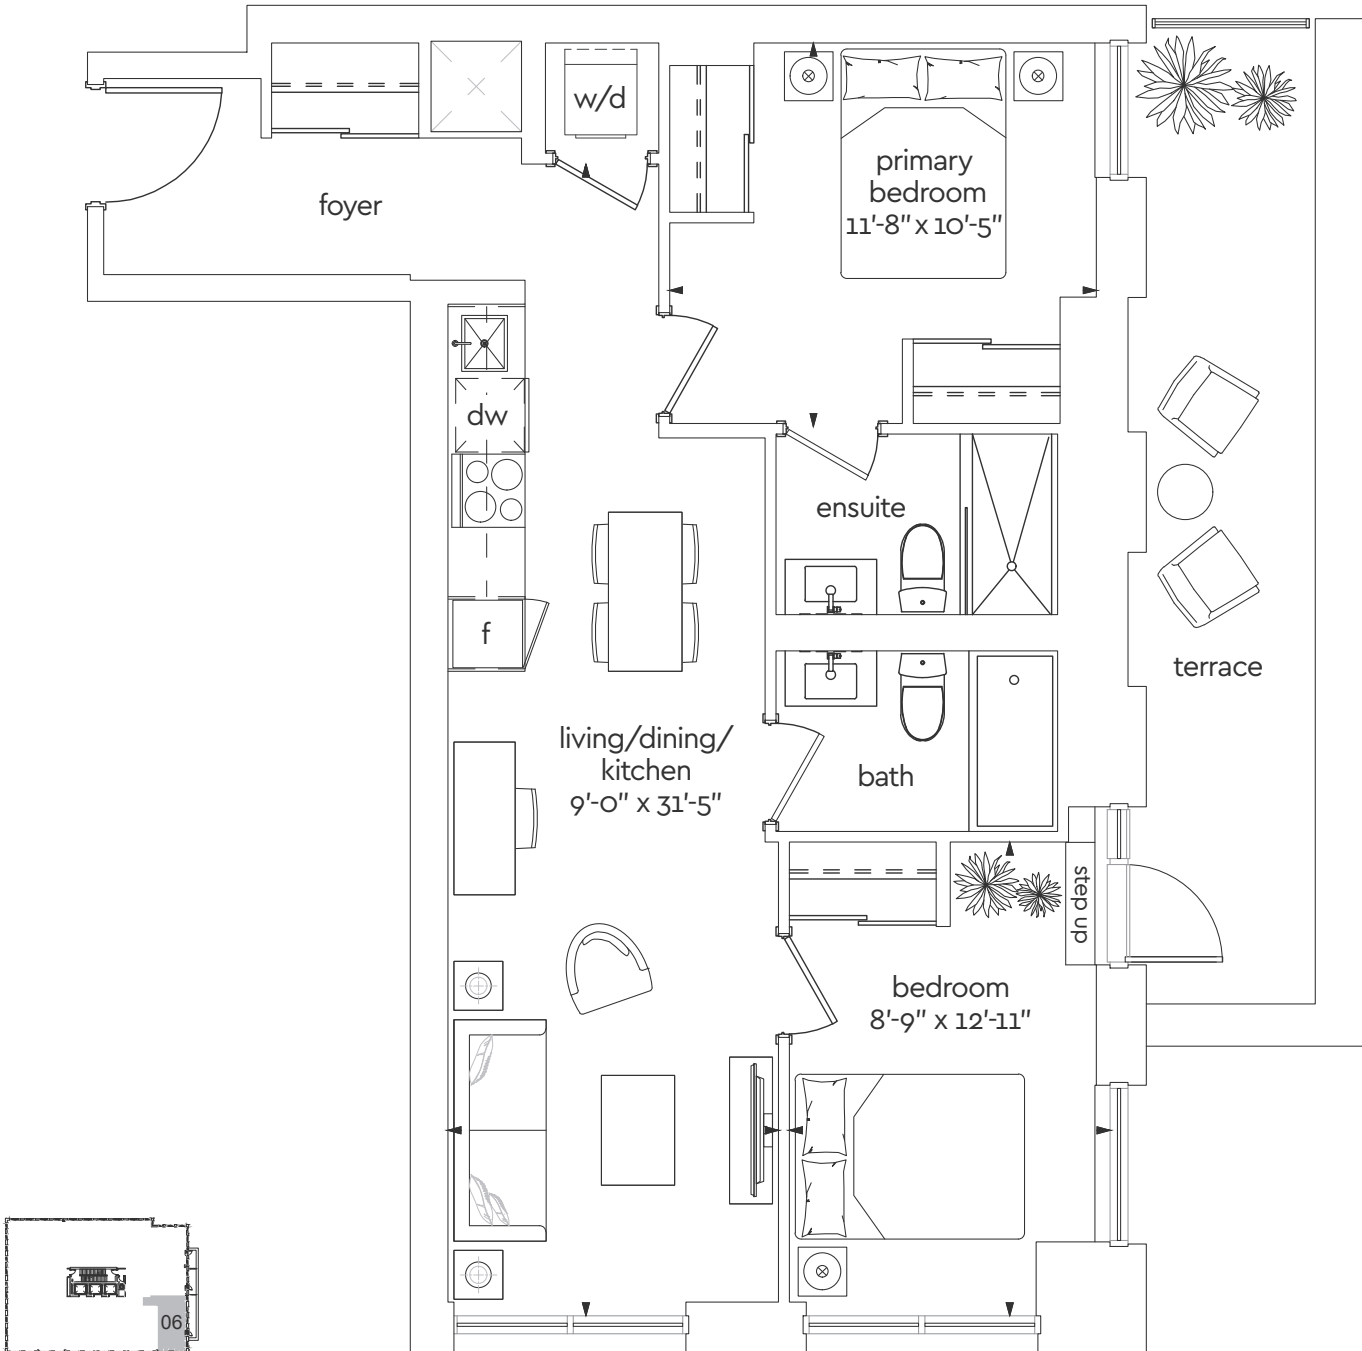 w/d
primary
bedroom
11'-8" x 10'-5"
foyer
dw
ensuite
f
terrace
living/dining/
kitchen
9'-0" x 31'-5"
bath
step up
bedroom
8'-9" x 12'-11"
06